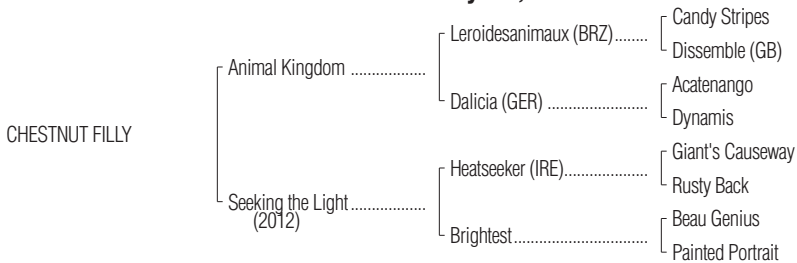 Candy Stripes
Leroidesanimaux (BRZ)........
Dissemble (GB)
Animal Kingdom ..................
Acatenango
Dalicia (GER) ........................
Dynamis
CHESTNUT FILLY
Giant's Causeway
Heatseeker (IRE)....................
Rusty Back
Seeking the Light..................
(2012)
Beau Genius
Brightest................................
Painted Portrait